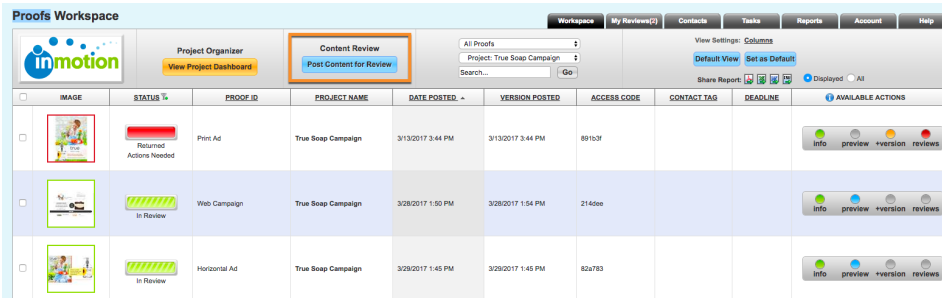 Proofs Workspace
Workspace My Reviews(2) Contacts Tasks Reports Account Help
inmotion
Project Organizer
View Project Dashboard
Content Review
Post Content for Review
All Proofs
Project: True Soap Campaign
Search... Go
View Settings: Columns
Default View Set as Default
Share Report: Displayed All
IMAGE STATUS PROOF ID PROJECT NAME DATE POSTED VERSION POSTED ACCESS CODE CONTACT TAG DEADLINE AVAILABLE ACTIONS
true
Returned
Actions Needed
Print Ad True Soap Campaign 3/13/2017 3:44 PM 3/13/2017 3:44 PM 891b3f
info preview +version reviews
In Review
Web Campaign True Soap Campaign 3/28/2017 1:50 PM 3/28/2017 1:54 PM 214dee
info preview +version reviews
In Review
Horizontal Ad True Soap Campaign 3/29/2017 1:45 PM 3/29/2017 1:45 PM 82a783
info preview +version reviews